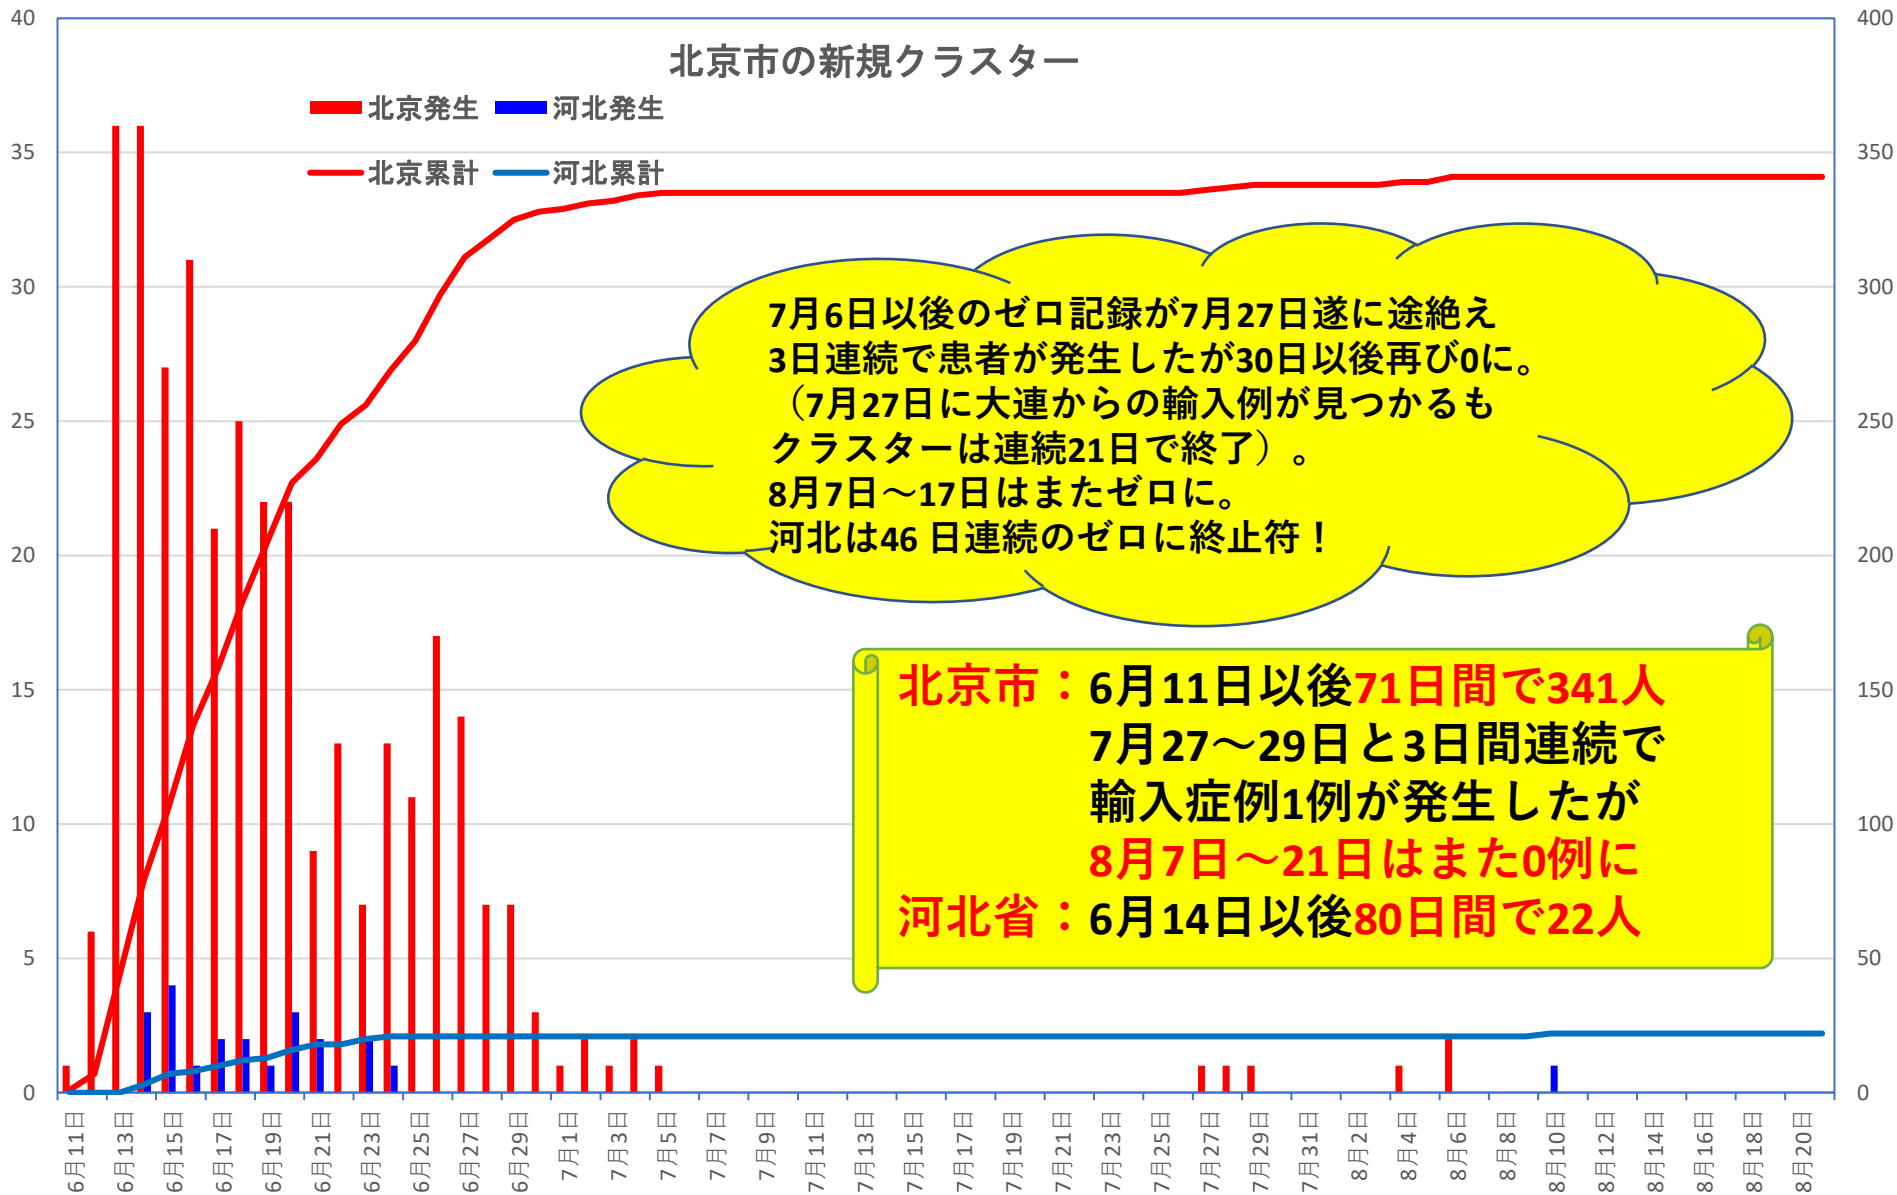 北京市の新規クラスター
北京発生 河北発生
北京累計 河北累計
40
35
30
25
20
15
10
5
0
400
350
300
250
200
150
100
50
0
7月6日以後のゼロ記録が7月27日遂に途絶え
3日連続で患者が発生したが30日以後再び0に。
（7月27日に大連からの輸入例が見つかるも
クラスターは連続21日で終了）。
8月7日～17日はまたゼロに。
河北は46 日連続のゼロに終止符！
北京市：6月11日以後71日間で341人
7月27～29日と3日間連続で
輸入症例1例が発生したが
8月7日～21日はまた0例に
河北省：6月14日以後80日間で22人
6月11日
6月13日
6月15日
6月17日
6月19日
6月21日
6月23日
6月25日
6月27日
6月29日
7月1日
7月3日
7月5日
7月7日
7月9日
7月11日
7月13日
7月15日
7月17日
7月19日
7月21日
7月23日
7月25日
7月27日
7月29日
7月31日
8月2日
8月4日
8月6日
8月8日
8月10日
8月12日
8月14日
8月16日
8月18日
8月20日